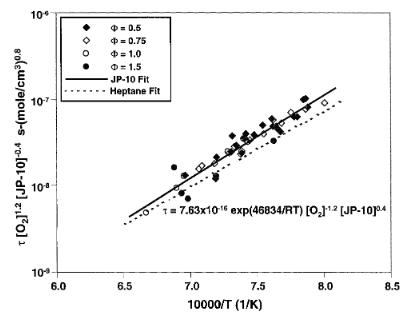 10⁻⁶
◆ Φ = 0.5
◇ Φ = 0.75
○ Φ = 1.0
● Φ = 1.5
JP-10 Fit
Heptane Fit
10⁻⁷
10⁻⁸
10⁻⁹
τ [O₂]^1.2 [JP-10]^-0.4 s-(mole/cm³)^0.8
τ = 7.63x10⁻¹⁶ exp(46834/RT) [O₂]^-1.2 [JP-10]^0.4
6.0 6.5 7.0 7.5 8.0 8.5
10000/T (1/K)